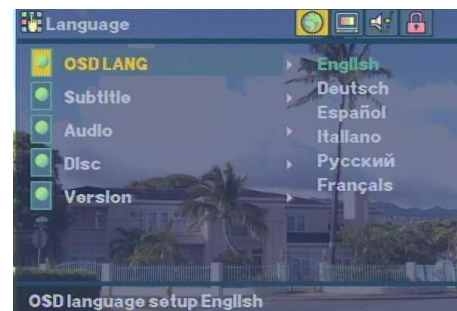 Language
OSD LANG
Subtitle
Audio
Disc
Version
English
Deutsch
Español
Italiano
Русский
Français
OSD language setup English